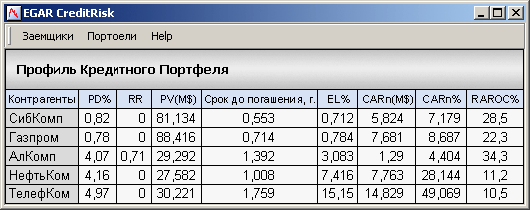 EGAR CreditRisk
Заемщики Портоели Help
Профиль Кредитного Портфеля
Контрагенты PD% RR PV(M$) Срок до погашения, г. EL% CARn(M$) CARn% RAROC%
СибКомп 0,82 0 81,134 0,553 0,712 5,824 7,179 28,5
Газпром 0,78 0 88,416 0,714 0,784 7,681 8,687 22,3
АлКомп 4,07 0,71 29,292 1,392 3,083 1,29 4,404 34,3
НефтьКом 4,16 0 27,582 1,008 7,416 7,763 28,144 11,2
ТелефКом 4,97 0 30,221 1,759 15,15 14,829 49,069 10,5